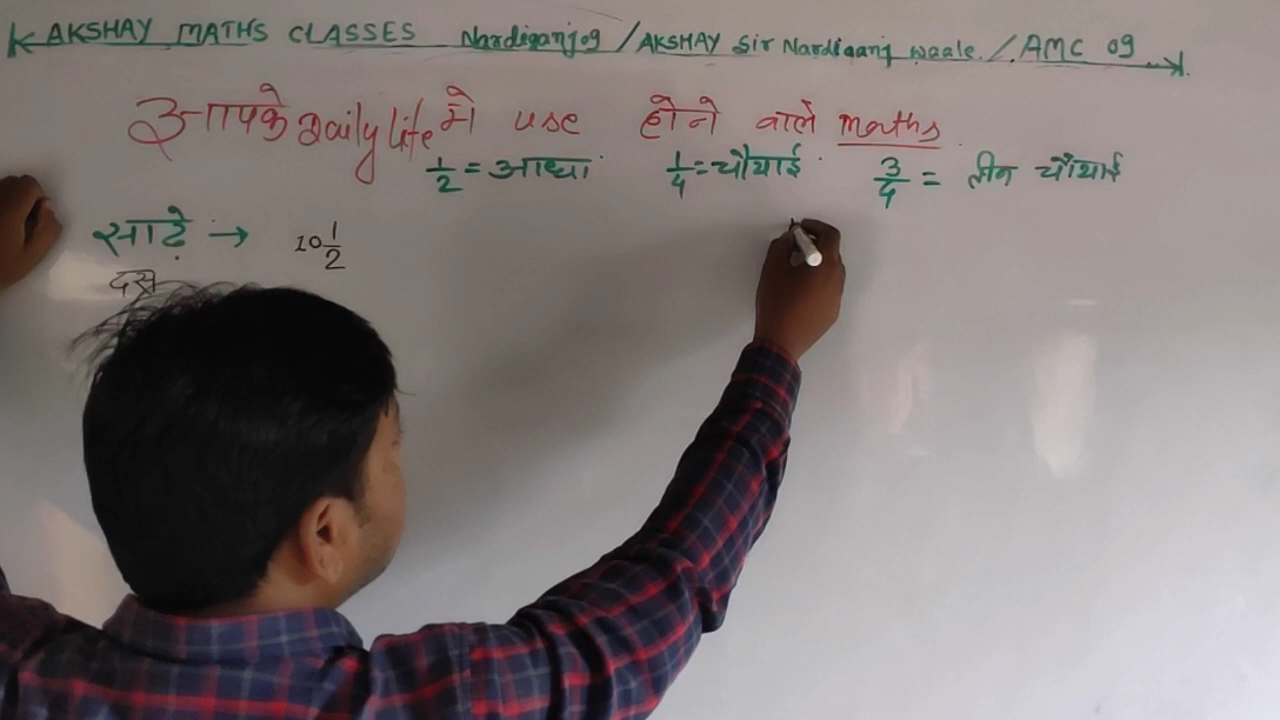 AKSHAY MATHS CLASSES Nardiganj09 / AKSHAY Sir Nardiganj waale. / AMC 09
आपके Daily life मे use होने वाले maths.
1/2 = आधा 1/4 = चौथाई 3/4 = तीन चौथाई
साढ़े → 10 1/2
दस